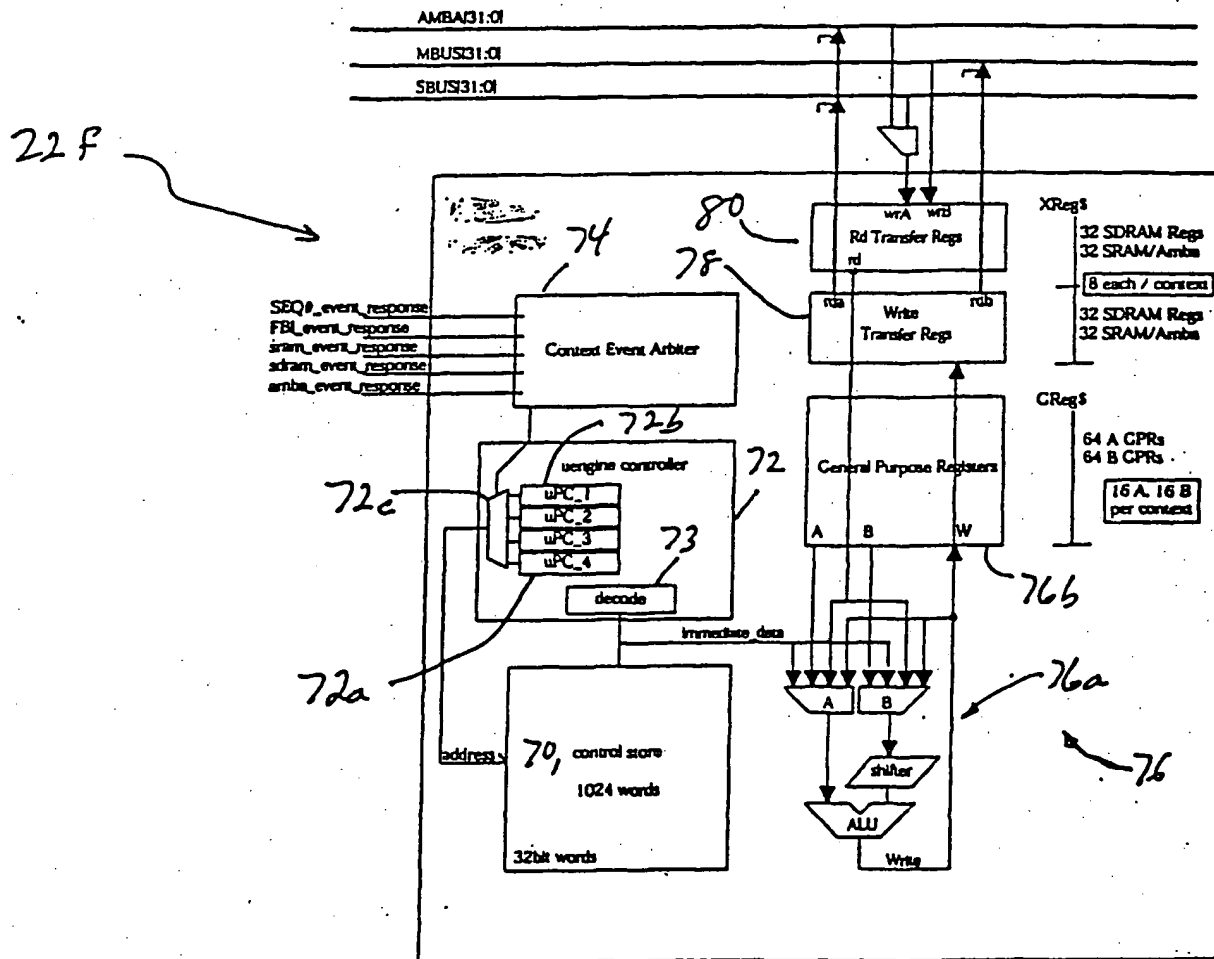 AMBA[31:0]
MBUS[31:0]
SBUS[31:0]
22f
80
wrA wrB
Rd Transfer Regs
rd
XRegs
32 SDRAM Regs
32 SRAM/Amba
8 each / context
32 SDRAM Regs
32 SRAM/Amba
74
78
rda rdb
Write
Transfer Regs
SEQ#_event_response
FBI_event_response
sram_event_response
sdram_event_response
amba_event_response
Context Event Arbiter
72b
uengine controller
72
72c
uPC_1
uPC_2
uPC_3
uPC_4
73
decode
72a
GRegs
64 A GPRs
64 B GPRs
16 A, 16 B
per context
General Purpose Registers
A B W
76b
immediate data
A B
76a
76
shifter
ALU
Write
address
70,
control store
1024 words
32bit words